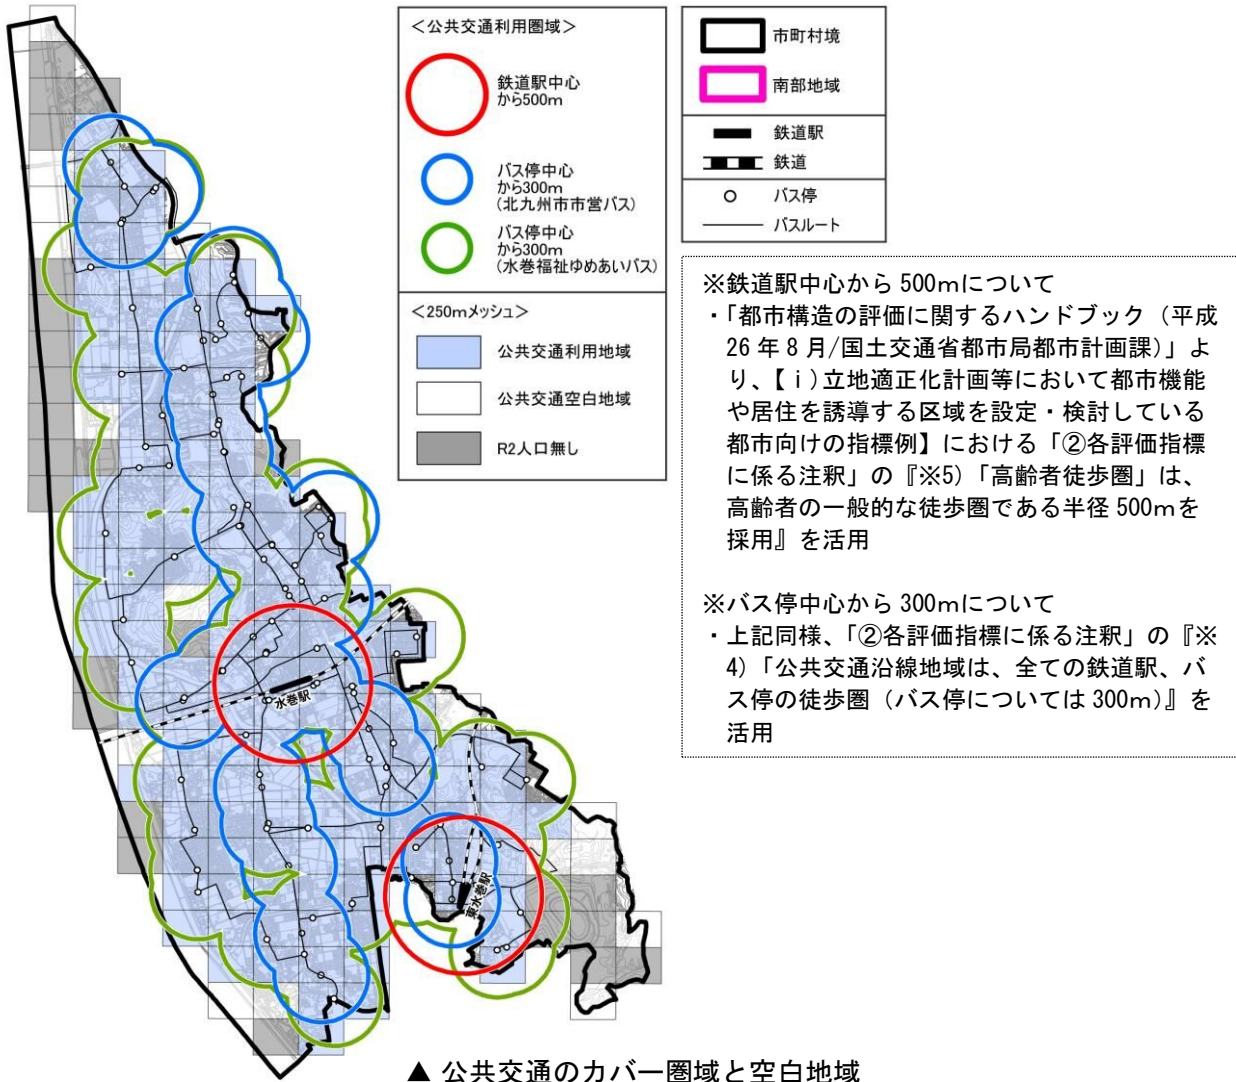 ＜公共交通利用圏域＞
鉄道駅中心
から500m
バス停中心
から300m
(北九州市市営バス)
バス停中心
から300m
(水巻福祉ゆめあいバス)
＜250mメッシュ＞
公共交通利用地域
公共交通空白地域
R2人口無し
市町村境
南部地域
鉄道駅
鉄道
バス停
バスルート
※鉄道駅中心から 500mについて
・「都市構造の評価に関するハンドブック（平成
26 年 8 月/国土交通省都市局都市計画課）」よ
り、【ⅰ)立地適正化計画等において都市機能
や居住を誘導する区域を設定・検討している
都市向けの指標例】における「②各評価指標
に係る注釈」の『※5)「高齢者徒歩圏」は、
高齢者の一般的な徒歩圏である半径 500mを
採用』を活用
※バス停中心から 300mについて
・上記同様、「②各評価指標に係る注釈」の『※
4)「公共交通沿線地域は、全ての鉄道駅、バ
ス停の徒歩圏（バス停については 300m）』を
活用
水巻駅
東水巻駅
▲ 公共交通のカバー圏域と空白地域